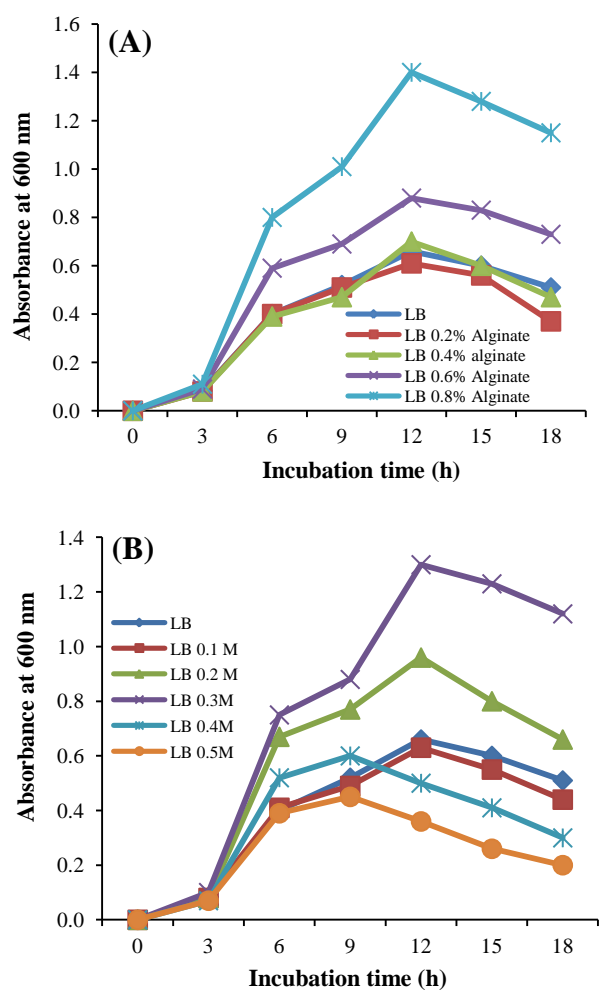 (A)
Absorbance at 600 nm
1.6
1.4
1.2
1.0
0.8
0.6
0.4
0.2
0.0
LB
LB 0.2% Alginate
LB 0.4% alginate
LB 0.6% Alginate
LB 0.8% Alginate
0 3 6 9 12 15 18
Incubation time (h)
(B)
Absorbance at 600 nm
1.4
1.2
1.0
0.8
0.6
0.4
0.2
0.0
LB
LB 0.1 M
LB 0.2 M
LB 0.3M
LB 0.4M
LB 0.5M
0 3 6 9 12 15 18
Incubation time (h)